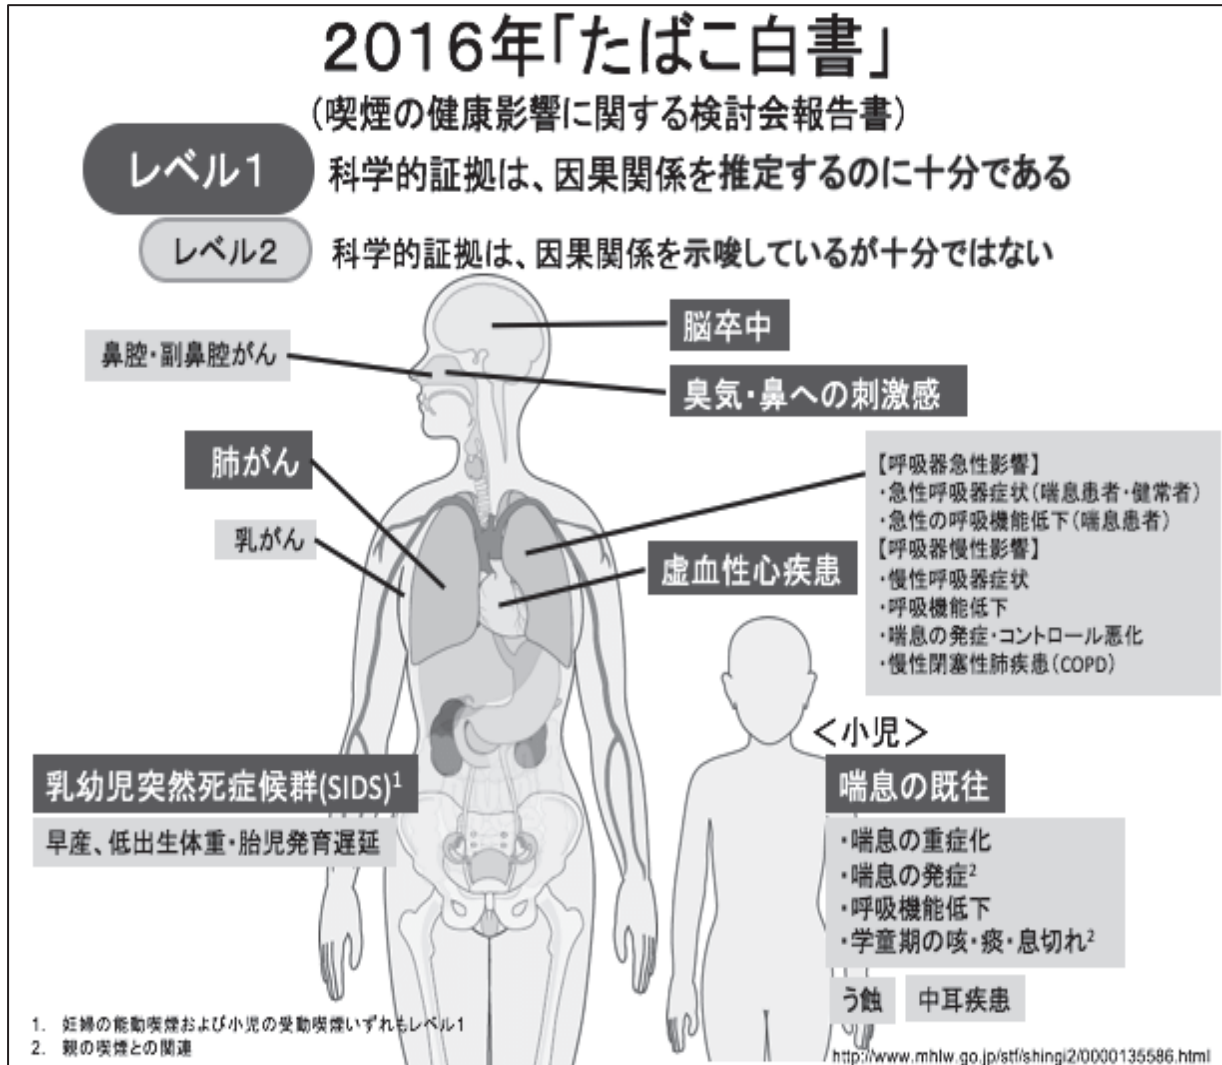 2016年「たばこ白書」
(喫煙の健康影響に関する検討会報告書)
レベル1
科学的証拠は、因果関係を推定するのに十分である
レベル2
科学的証拠は、因果関係を示唆しているが十分ではない
脳卒中
鼻腔・副鼻腔がん
臭気・鼻への刺激感
肺がん
【呼吸器急性影響】
・急性呼吸器症状(喘息患者・健常者)
・急性の呼吸機能低下(喘息患者)
【呼吸器慢性影響】
・慢性呼吸器症状
・呼吸機能低下
・喘息の発症・コントロール悪化
・慢性閉塞性肺疾患(COPD)
乳がん
虚血性心疾患
<小児>
乳幼児突然死症候群(SIDS)¹
早産、低出生体重・胎児発育遅延
喘息の既往
・喘息の重症化
・喘息の発症²
・呼吸機能低下
・学童期の咳・痰・息切れ²
う蝕
中耳疾患
1. 妊婦の能動喫煙および小児の受動喫煙いずれもレベル1
2. 親の喫煙との関連
http://www.mhlw.go.jp/stf/shingi2/0000135586.html